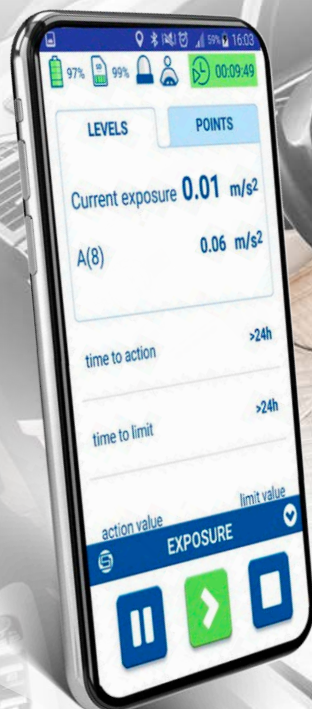 59% 16:03
97% SD 99% 00:09:49
LEVELS POINTS
Current exposure 0.01 m/s²
A(8) 0.06 m/s²
time to action >24h
time to limit >24h
action value limit value
EXPOSURE